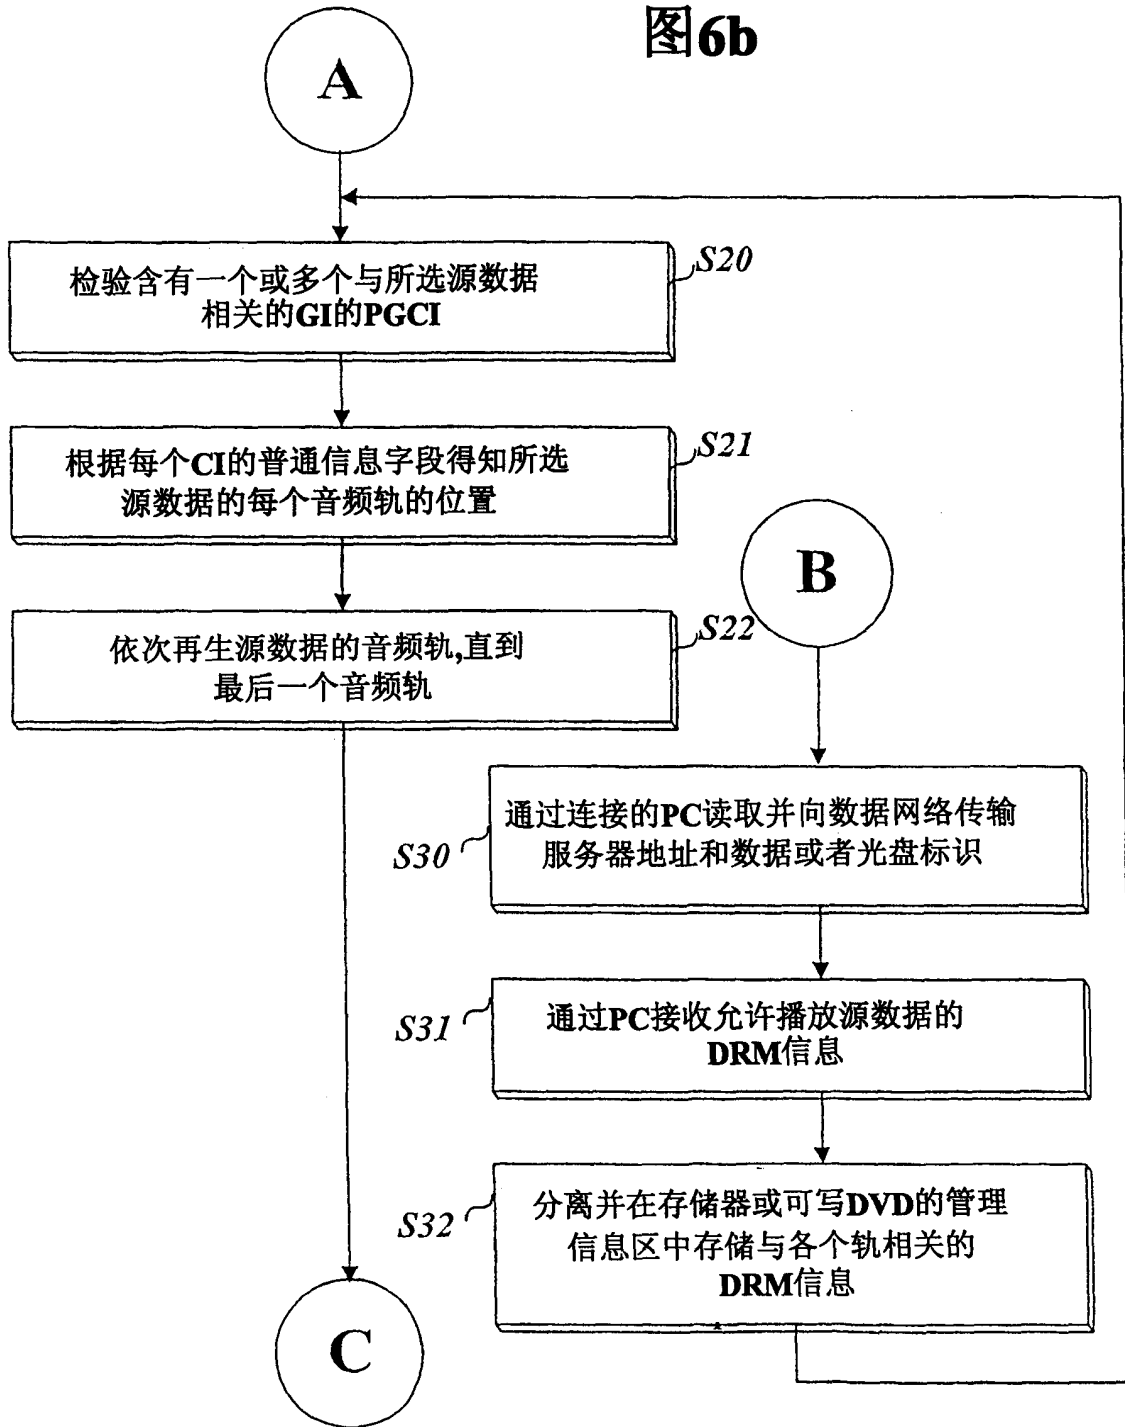 图6b
A
S20
检验含有一个或多个与所选源数据
相关的GI的PGCI
S21
根据每个CI的普通信息字段得知所选
源数据的每个音频轨的位置
S22
依次再生源数据的音频轨,直到
最后一个音频轨
B
S30
通过连接的PC读取并向数据网络传输
服务器地址和数据或者光盘标识
S31
通过PC接收允许播放源数据的
DRM信息
S32
分离并在存储器或可写DVD的管理
信息区中存储与各个轨相关的
DRM信息
C